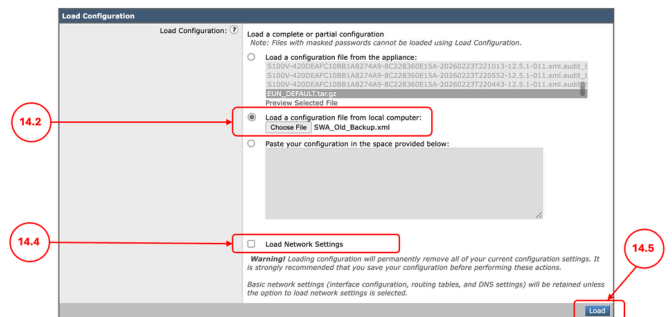 Load Configuration
Load Configuration: ?
Load a complete or partial configuration
Note: Files with masked passwords cannot be loaded using Load Configuration.
Load a configuration file from the appliance:
S100V-420DEAFC10BB1A8274A9-8C228360E15A-20260223T221013-12.5.1-011.xml.audit_l
S100V-420DEAFC10BB1A8274A9-8C228360E15A-20260223T220552-12.5.1-011.xml.audit_l
S100V-420DEAFC10BB1A8274A9-8C228360E15A-20260223T220443-12.5.1-011.xml.audit
EUN_DEFAULT.tar.gz
Preview Selected File
14.2
Load a configuration file from local computer:
Choose File SWA_Old_Backup.xml
Paste your configuration in the space provided below:
14.4
Load Network Settings
14.5
Warning! Loading configuration will permanently remove all of your current configuration settings. It
is strongly recommended that you save your configuration before performing these actions.
Basic network settings (interface configuration, routing tables, and DNS settings) will be retained unless
the option to load network settings is selected.
Load